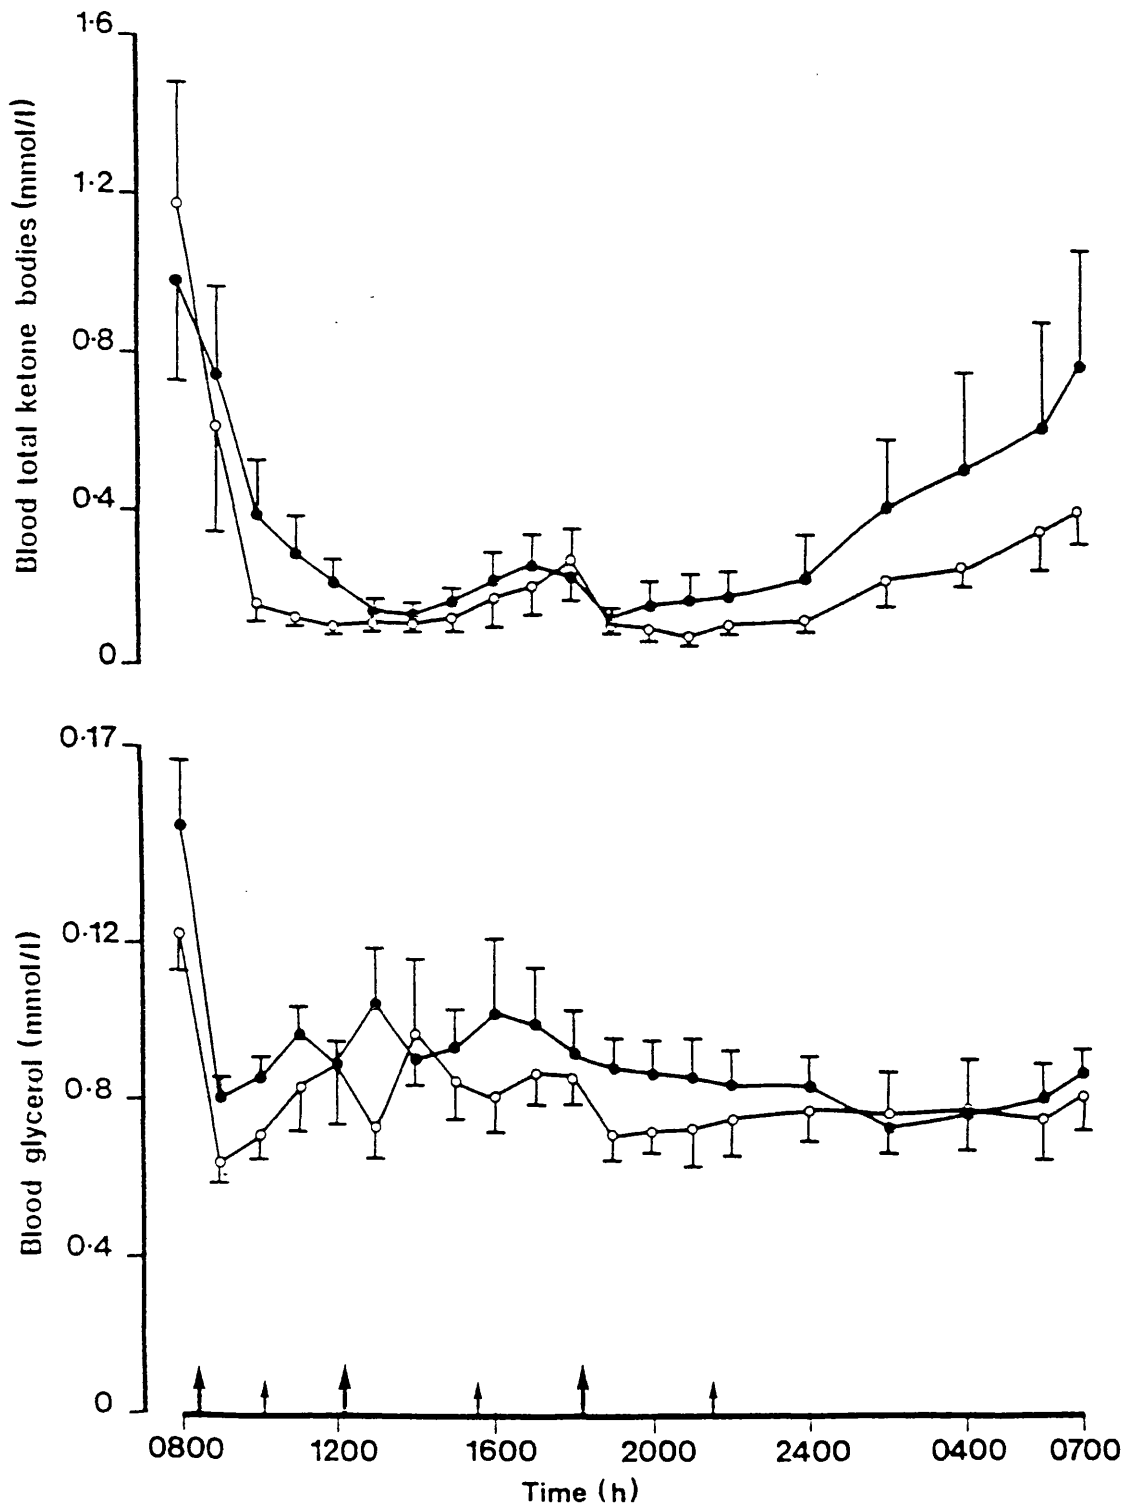 1·6
1·2
0·8
0·4
0
Blood total ketone bodies (mmol/l)
0·17
0·12
0·8
0·4
0
Blood glycerol (mmol/l)
0800 1200 1600 2000 2400 0400 0700
Time (h)